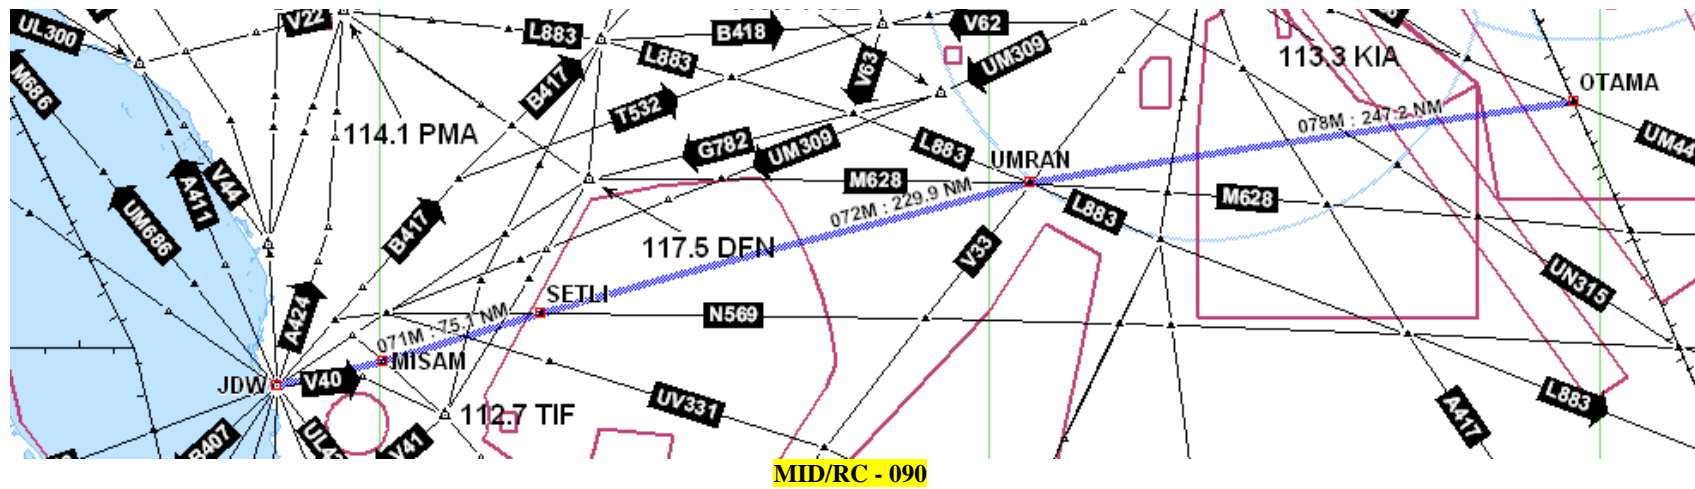 UL300
V22
L883
B418
V62
113.3 KIA
M686
L883
V63
UM309
OTAMA
B417
T532
078M : 247.2 NM
114.1 PMA
G782
UM309
L883
UMRAN
UM44
V44
A411
M628
072M : 229.9 NM
M628
L883
UM686
B417
117.5 DFN
V33
UN315
A424
SETLI
N569
071M : 75.1 NM
MISAM
JDW
V40
UV331
L883
112.7 TIF
A417
B407
V41
MID/RC - 090